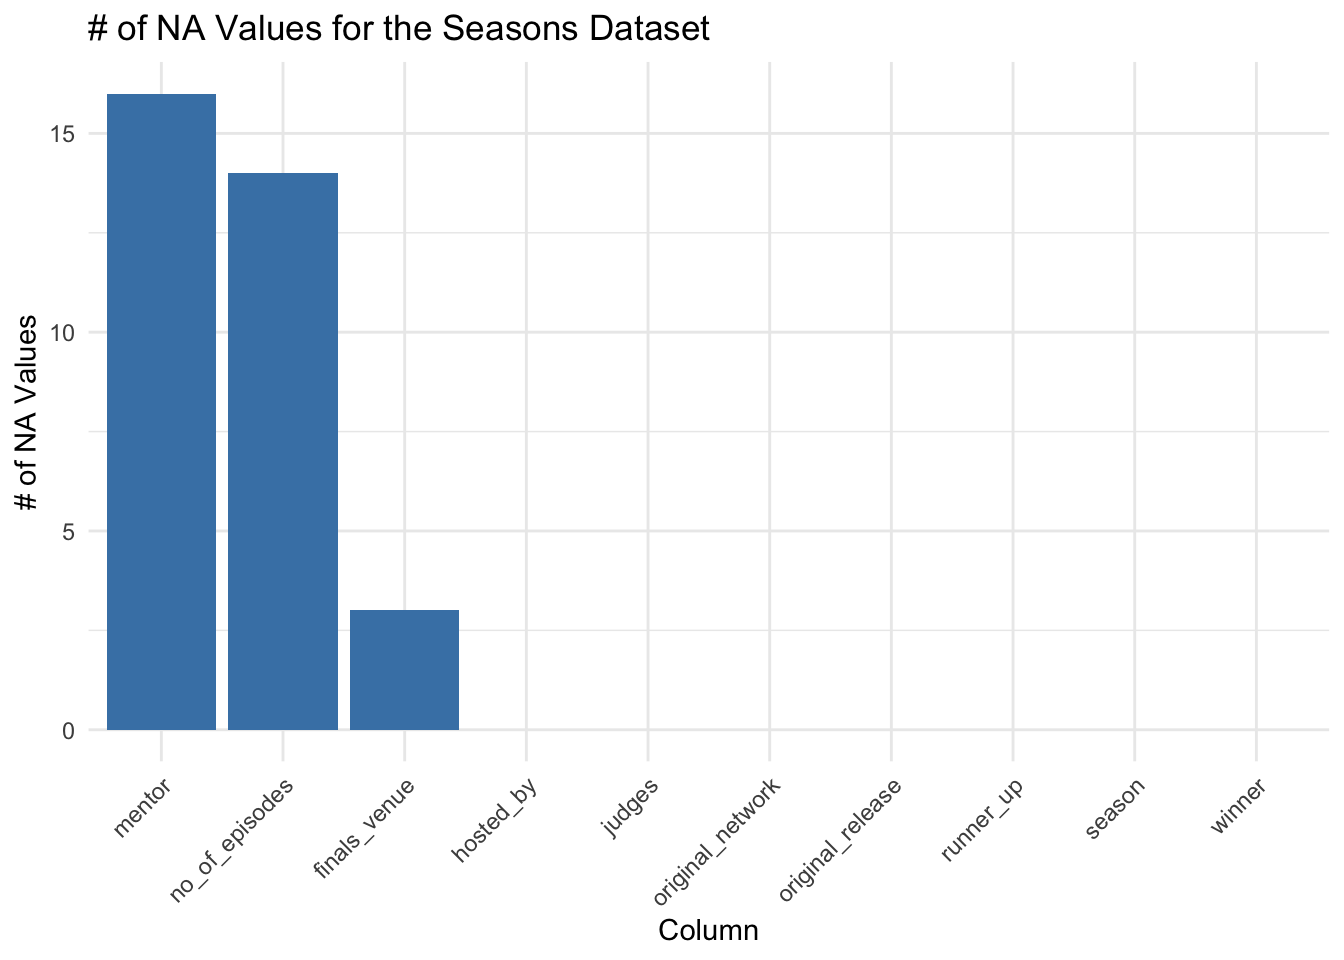 # of NA Values for the Seasons Dataset
# of NA Values
15
10
5
0
mentor
no_of_episodes
finals_venue
hosted_by
judges
original_network
original_release
runner_up
season
winner
Column